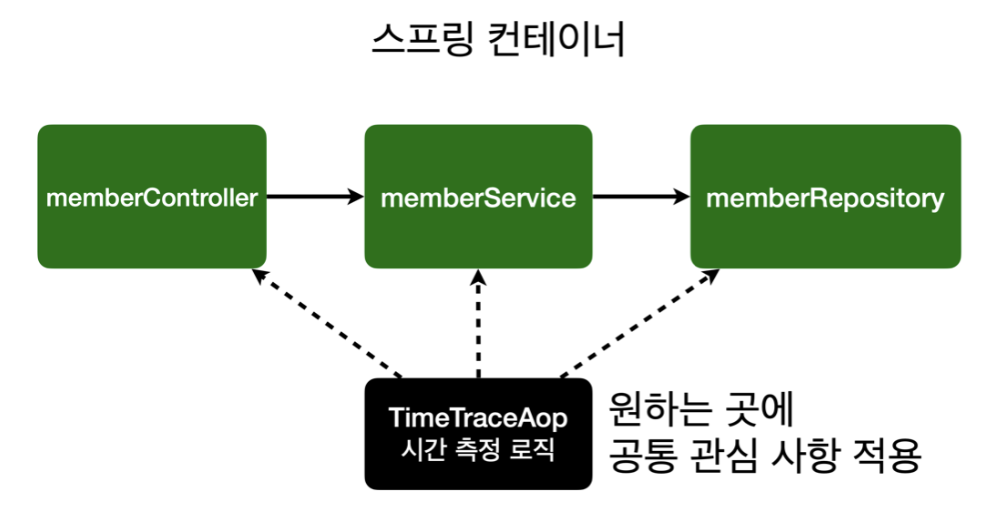 스프링 컨테이너
memberController
memberService
memberRepository
TimeTraceAop
시간 측정 로직
원하는 곳에
공통 관심 사항 적용